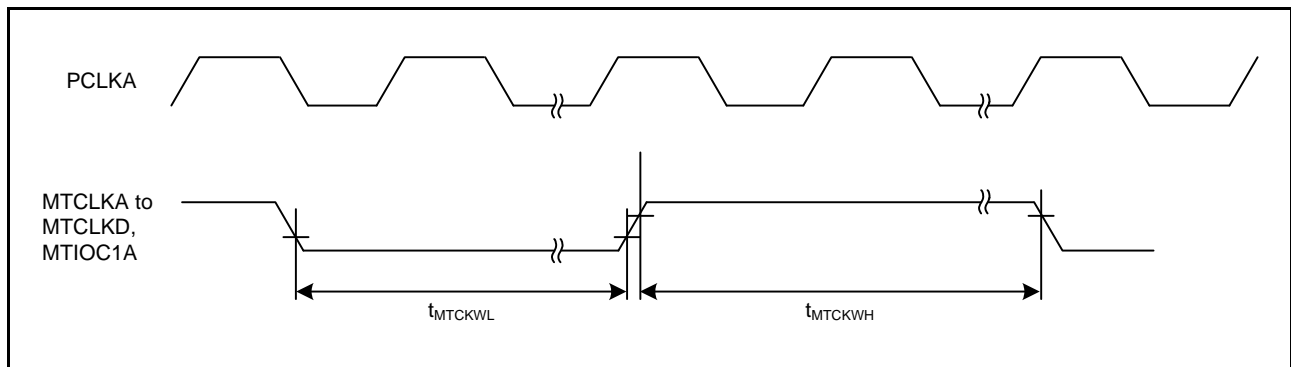 PCLKA
MTCLKA to
MTCLKD,
MTIOC1A
tMTCKWL
tMTCKWH